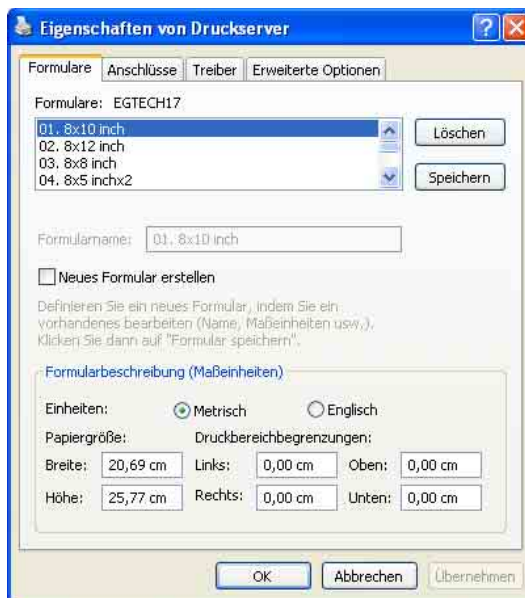 Eigenschaften von Druckserver
Formulare Anschlüsse Treiber Erweiterte Optionen
Formulare: EGTECH17
01. 8x10 inch
02. 8x12 inch
03. 8x8 inch
04. 8x5 inchx2
Löschen
Speichern
Formularname: 01. 8x10 inch
Neues Formular erstellen
Definieren Sie ein neues Formular, indem Sie ein
vorhandenes bearbeiten (Name, Maßeinheiten usw.).
Klicken Sie dann auf "Formular speichern".
Formularbeschreibung (Maßeinheiten)
Einheiten: Metrisch Englisch
Papiergröße: Druckbereichbegrenzungen:
Breite: 20,69 cm Links: 0,00 cm Oben: 0,00 cm
Höhe: 25,77 cm Rechts: 0,00 cm Unten: 0,00 cm
OK Abbrechen Übernehmen